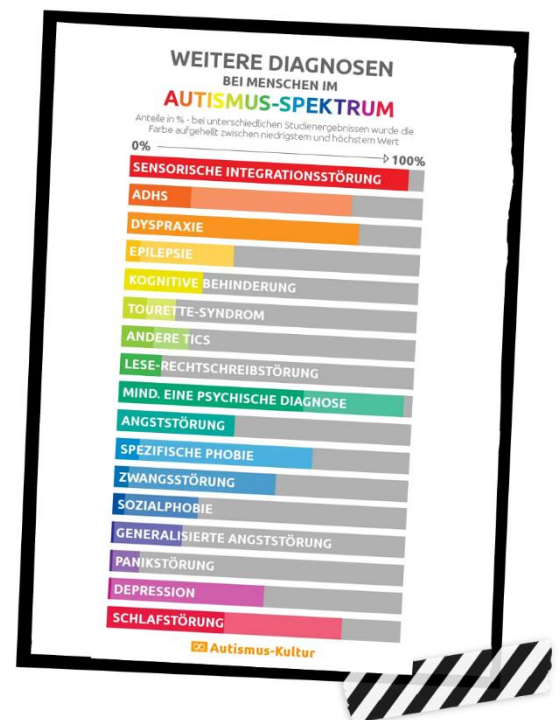 WEITERE DIAGNOSEN
BEI MENSCHEN IM
AUTISMUS-SPEKTRUM
Anteile in % - bei unterschiedlichen Studienergebnissen wurde die
Farbe aufgehellt zwischen niedrigstem und höchstem Wert
0% 100%
SENSORISCHE INTEGRATIONSSTÖRUNG
ADHS
DYSPRAXIE
EPILEPSIE
KOGNITIVE BEHINDERUNG
TOURETTE-SYNDROM
ANDERE TICS
LESE-RECHTSCHREIBSTÖRUNG
MIND. EINE PSYCHISCHE DIAGNOSE
ANGSTSTÖRUNG
SPEZIFISCHE PHOBIE
ZWANGSSTÖRUNG
SOZIALPHOBIE
GENERALISIERTE ANGSTSTÖRUNG
PANIKSTÖRUNG
DEPRESSION
SCHLAFSTÖRUNG
Autismus-Kultur